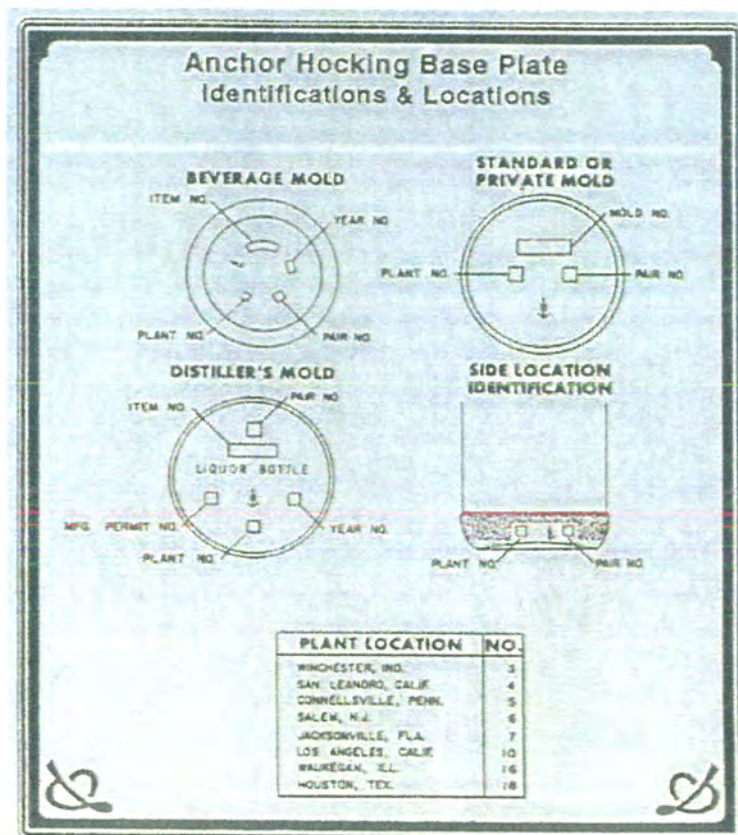 Anchor Hocking Base Plate
Identifications & Locations
BEVERAGE MOLD
ITEM NO.
YEAR NO.
PLANT NO.
PAIR NO.
STANDARD OR
PRIVATE MOLD
MOLD NO.
PLANT NO.
PAIR NO.
DISTILLER'S MOLD
PAIR NO.
ITEM NO.
LIQUOR BOTTLE
MFG. PERMIT NO.
YEAR NO.
PLANT NO.
SIDE LOCATION
IDENTIFICATION
PLANT NO.
PAIR NO.
PLANT LOCATION NO.
WINCHESTER, IND. 3
SAN LEANDRO, CALIF. 4
CONNELLSVILLE, PENN. 5
SALEM, N.J. 6
JACKSONVILLE, FLA. 7
LOS ANGELES, CALIF. 10
WAUKEGAN, ILL. 16
HOUSTON, TEX. 18